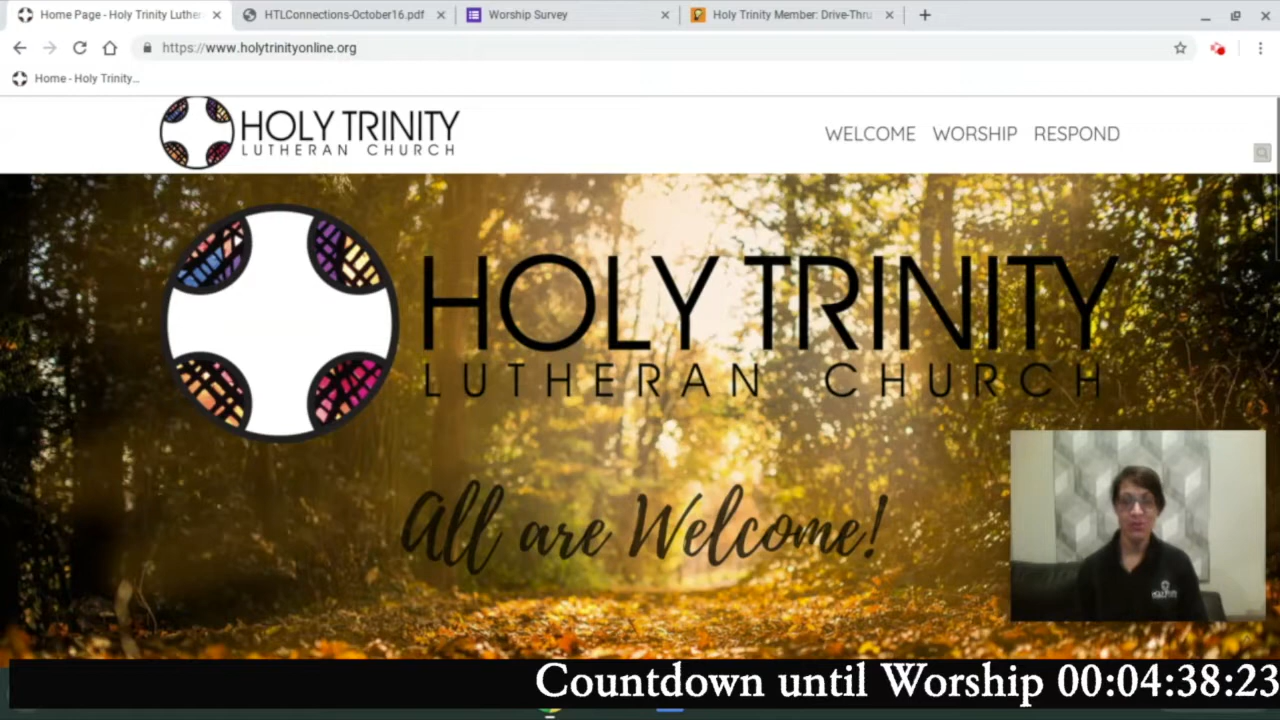 Home Page - Holy Trinity Luther
HTLConnections-October16.pdf
Worship Survey
Holy Trinity Member: Drive-Thru
https://www.holytrinityonline.org
Home - Holy Trinity...
HOLY TRINITY
LUTHERAN CHURCH
WELCOME WORSHIP RESPOND
HOLY TRINITY
LUTHERAN CHURCH
All are Welcome!
Countdown until Worship 00:04:38:23